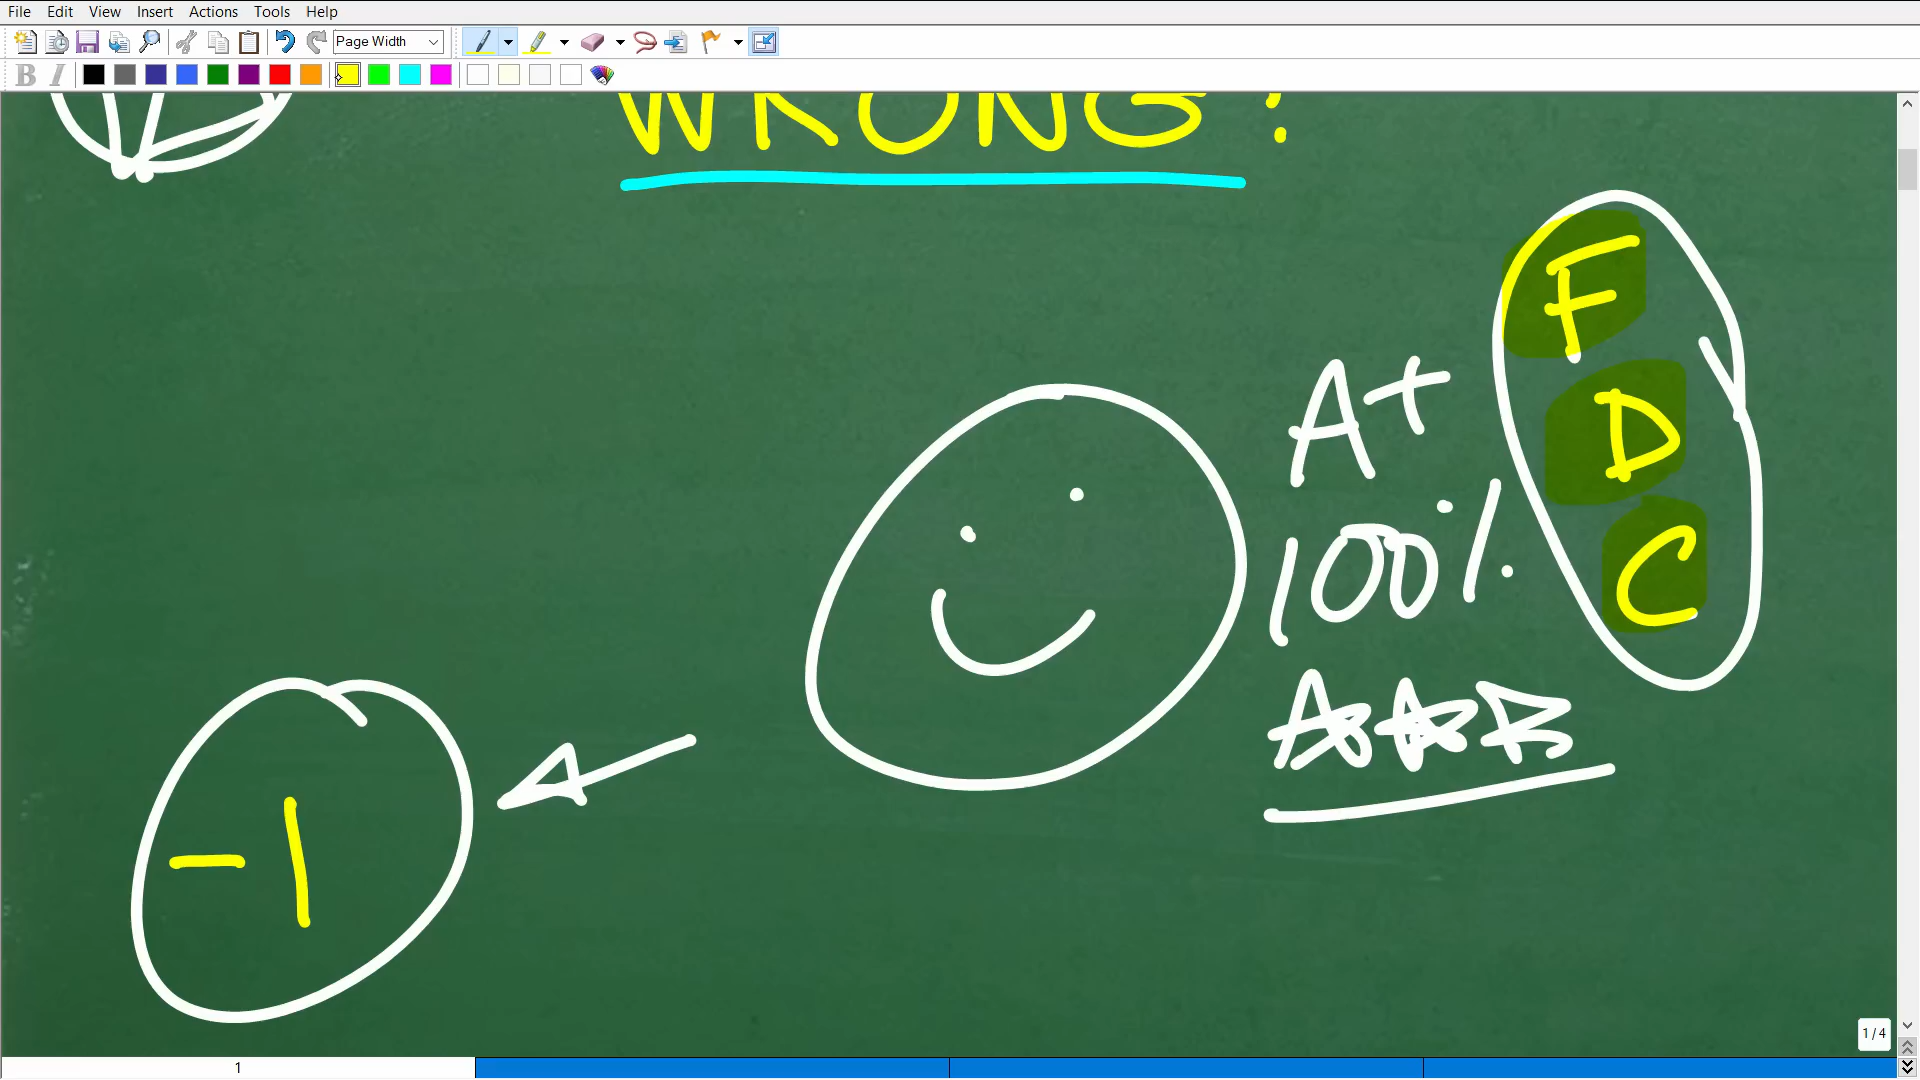 File Edit View Insert Actions Tools Help
Page Width
B I
WRONG?
F
A+
D
100%
C
-1
1 / 4
1